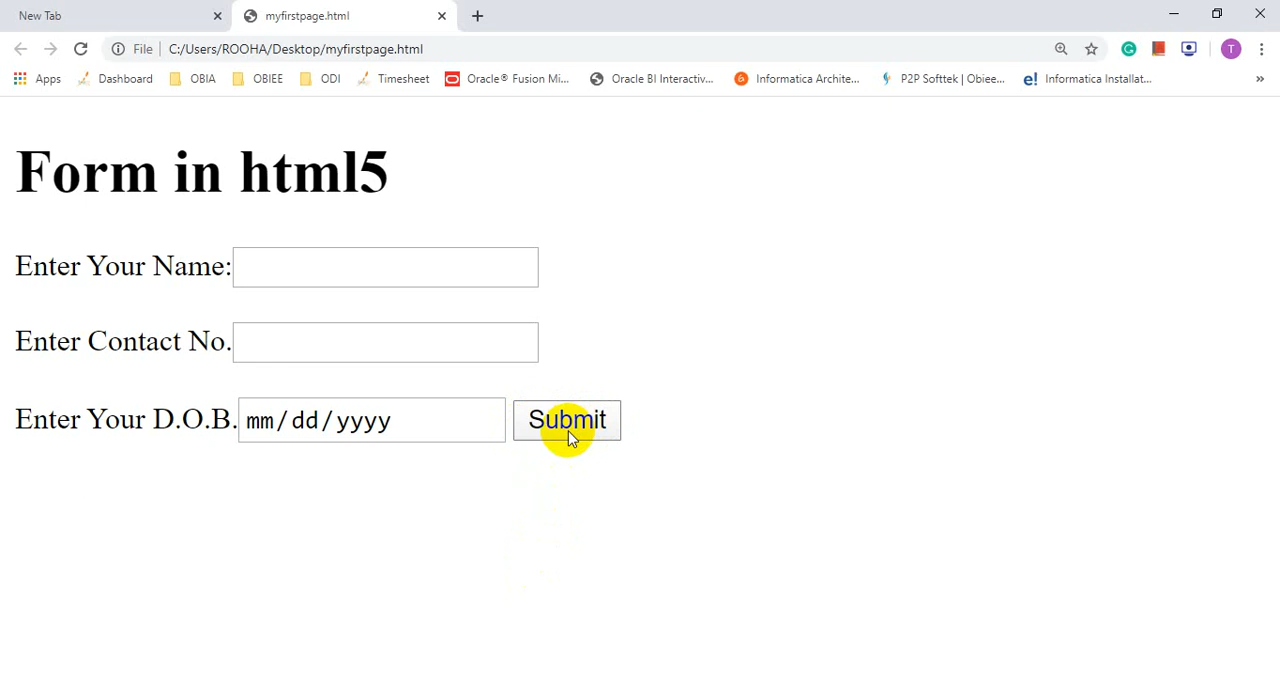 New Tab
myfirstpage.html
File
C:/Users/ROOHA/Desktop/myfirstpage.html
T
Apps Dashboard OBIA OBIEE ODI Timesheet Oracle® Fusion Mi... Oracle BI Interactiv... Informatica Archite... P2P Softtek | Obiee... e! Informatica Installat... »
Form in html5
Enter Your Name:
Enter Contact No.
Enter Your D.O.B. mm/dd/yyyy Submit